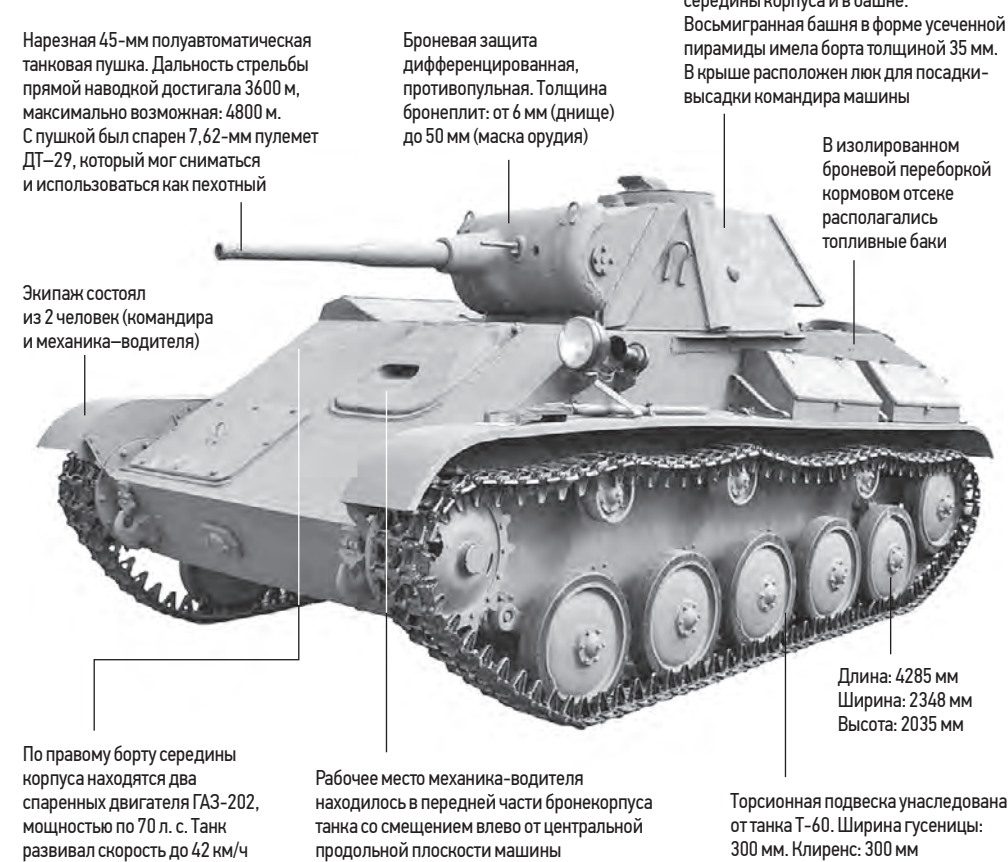 середины корпуса и в башне.
Восьмигранная башня в форме усеченной
пирамиды имела борта толщиной 35 мм.
В крыше расположен люк для посадки-
высадки командира машины
Нарезная 45-мм полуавтоматическая
танковая пушка. Дальность стрельбы
прямой наводкой достигала 3600 м,
максимально возможная: 4800 м.
С пушкой был спарен 7,62-мм пулемет
ДТ–29, который мог сниматься
и использоваться как пехотный
Броневая защита
дифференцированная,
противопульная. Толщина
бронеплит: от 6 мм (днище)
до 50 мм (маска орудия)
В изолированном
броневой переборкой
кормовом отсеке
располагались
топливные баки
Экипаж состоял
из 2 человек (командира
и механика–водителя)
Длина: 4285 мм
Ширина: 2348 мм
Высота: 2035 мм
По правому борту середины
корпуса находятся два
спаренных двигателя ГАЗ-202,
мощностью по 70 л. с. Танк
развивал скорость до 42 км/ч
Рабочее место механика-водителя
находилось в передней части бронекорпуса
танка со смещением влево от центральной
продольной плоскости машины
Торсионная подвеска унаследована
от танка Т-60. Ширина гусеницы:
300 мм. Клиренс: 300 мм